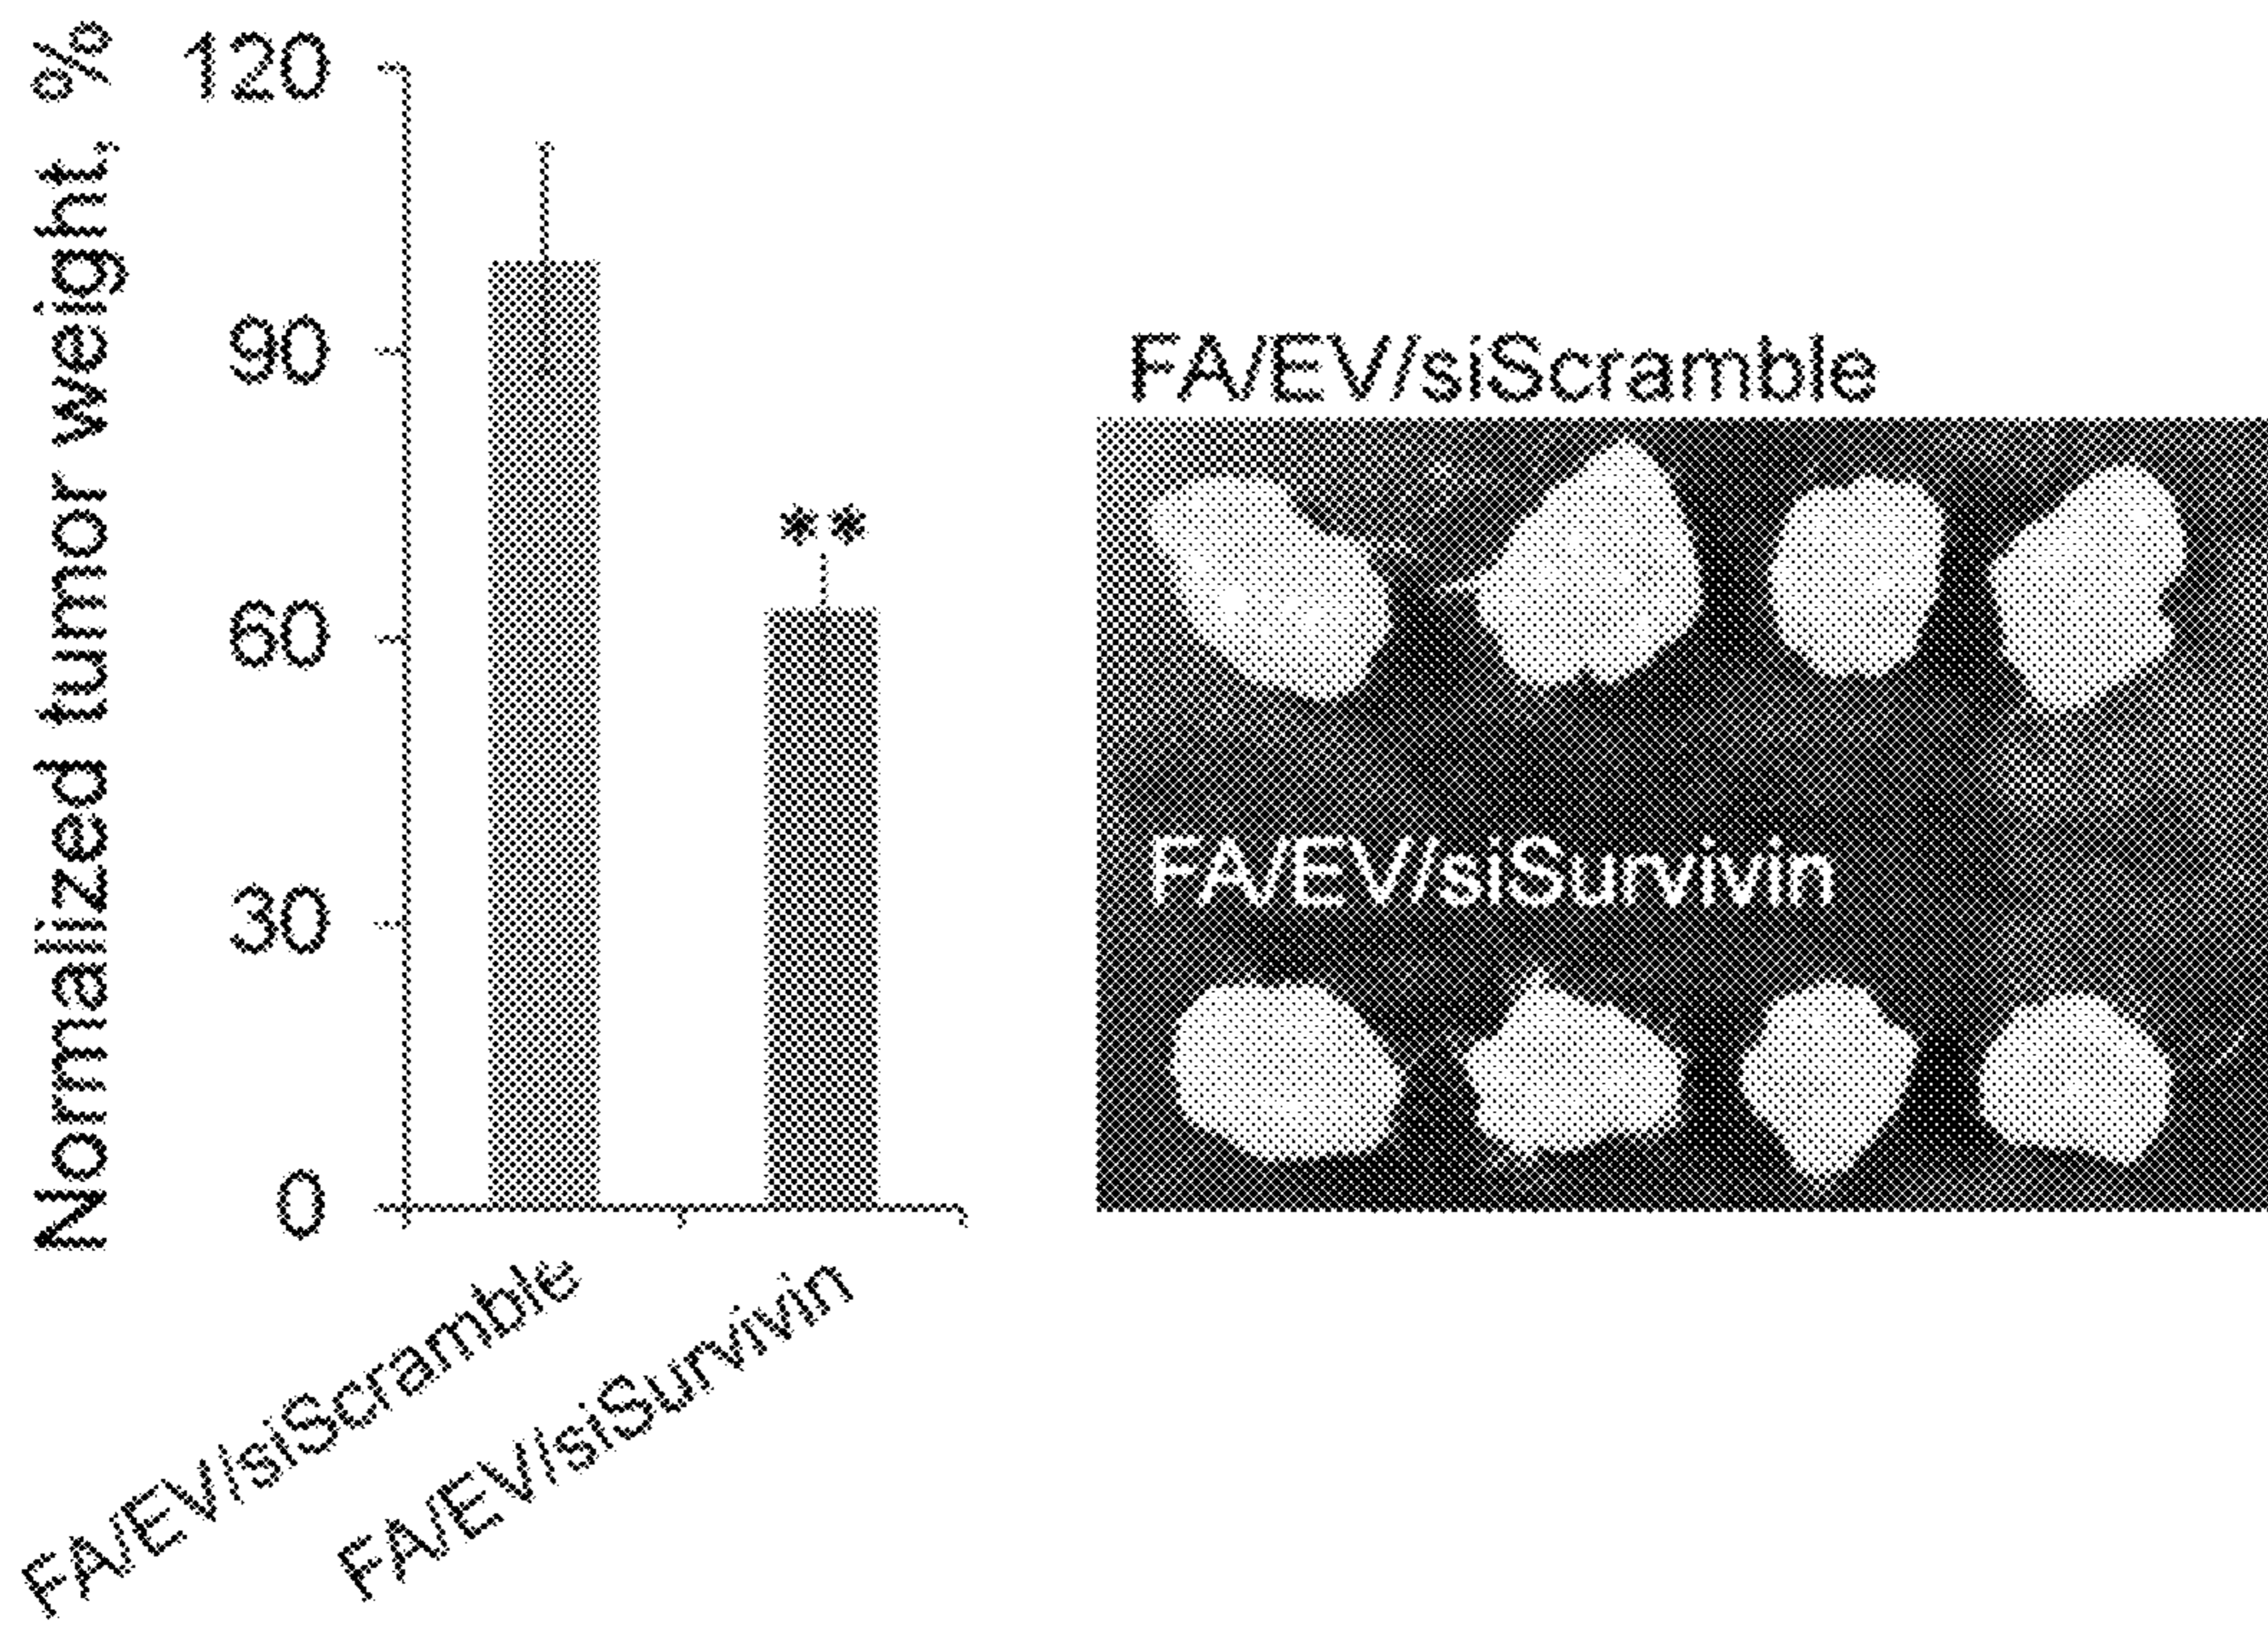 Normalized tumor weight, %
120
90
60
30
0
**
FA/EV/siScramble
FA/EV/siSurvivin
FA/EV/siScramble
FA/EV/siSurvivin